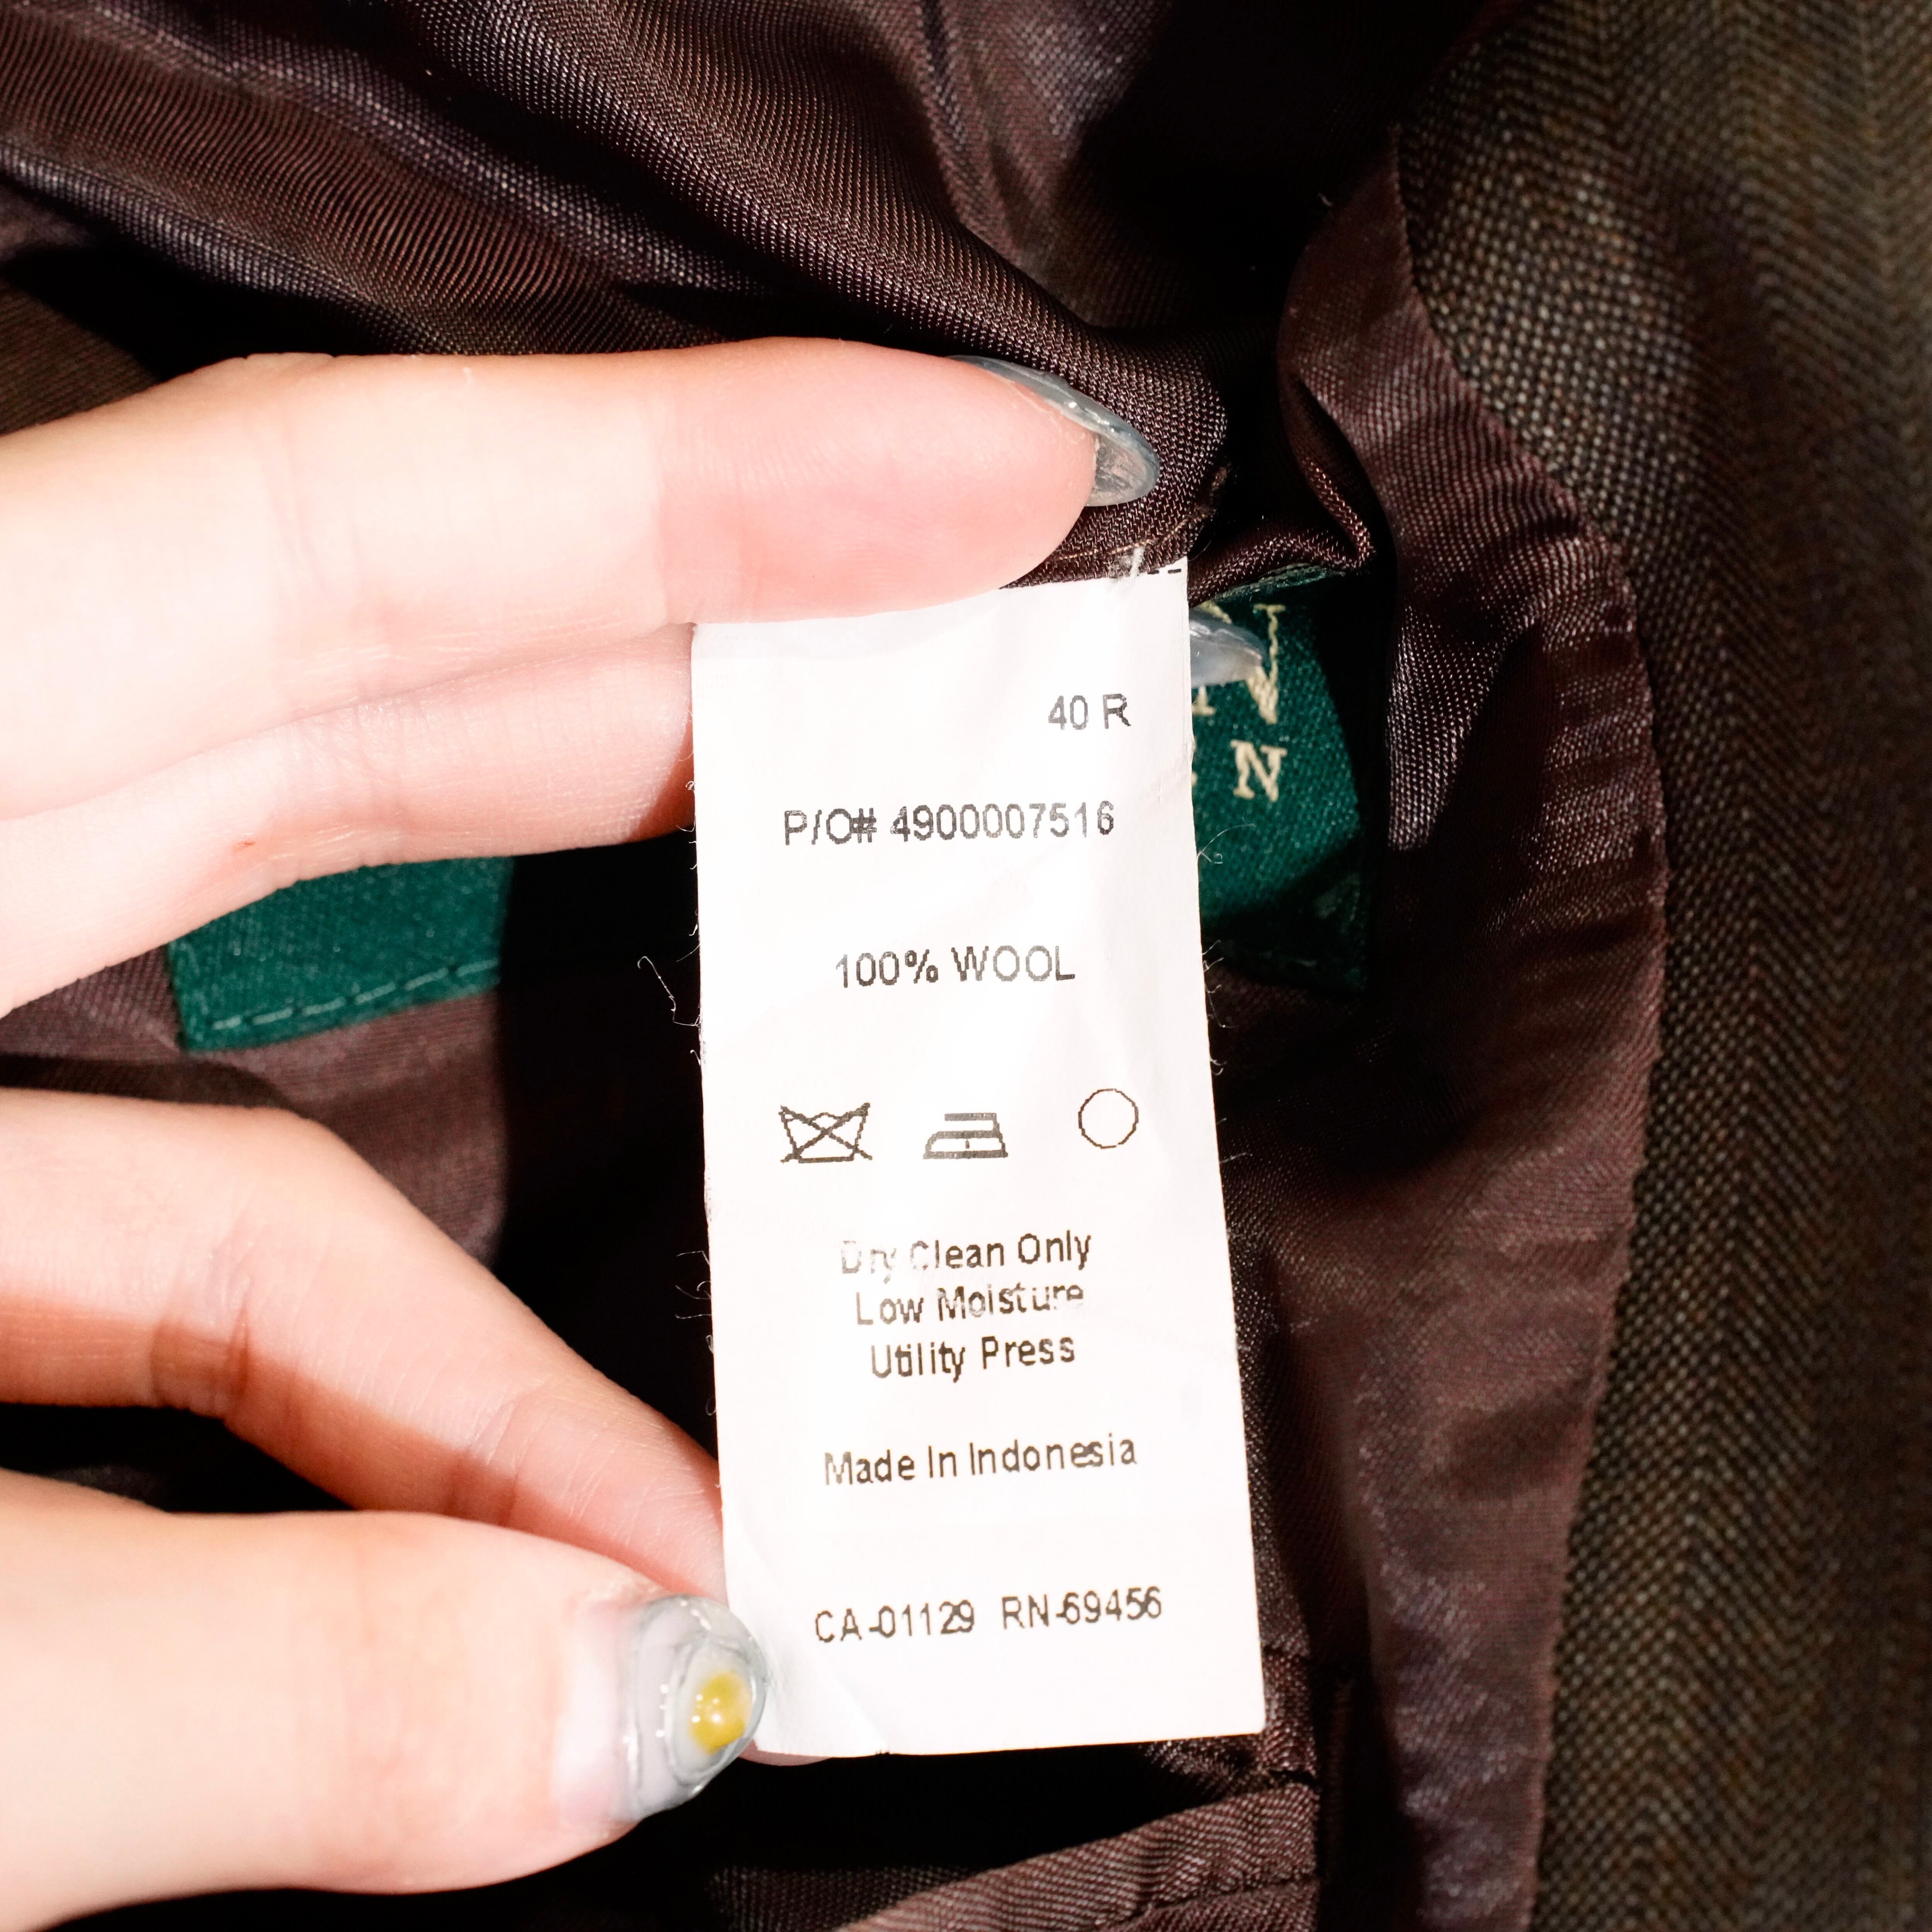 40 R
P/O# 4900007516
100% WOOL
Dry Clean Only
Low Moisture
Utility Press
Made In Indonesia
CA-01129 RN-69456
N
N